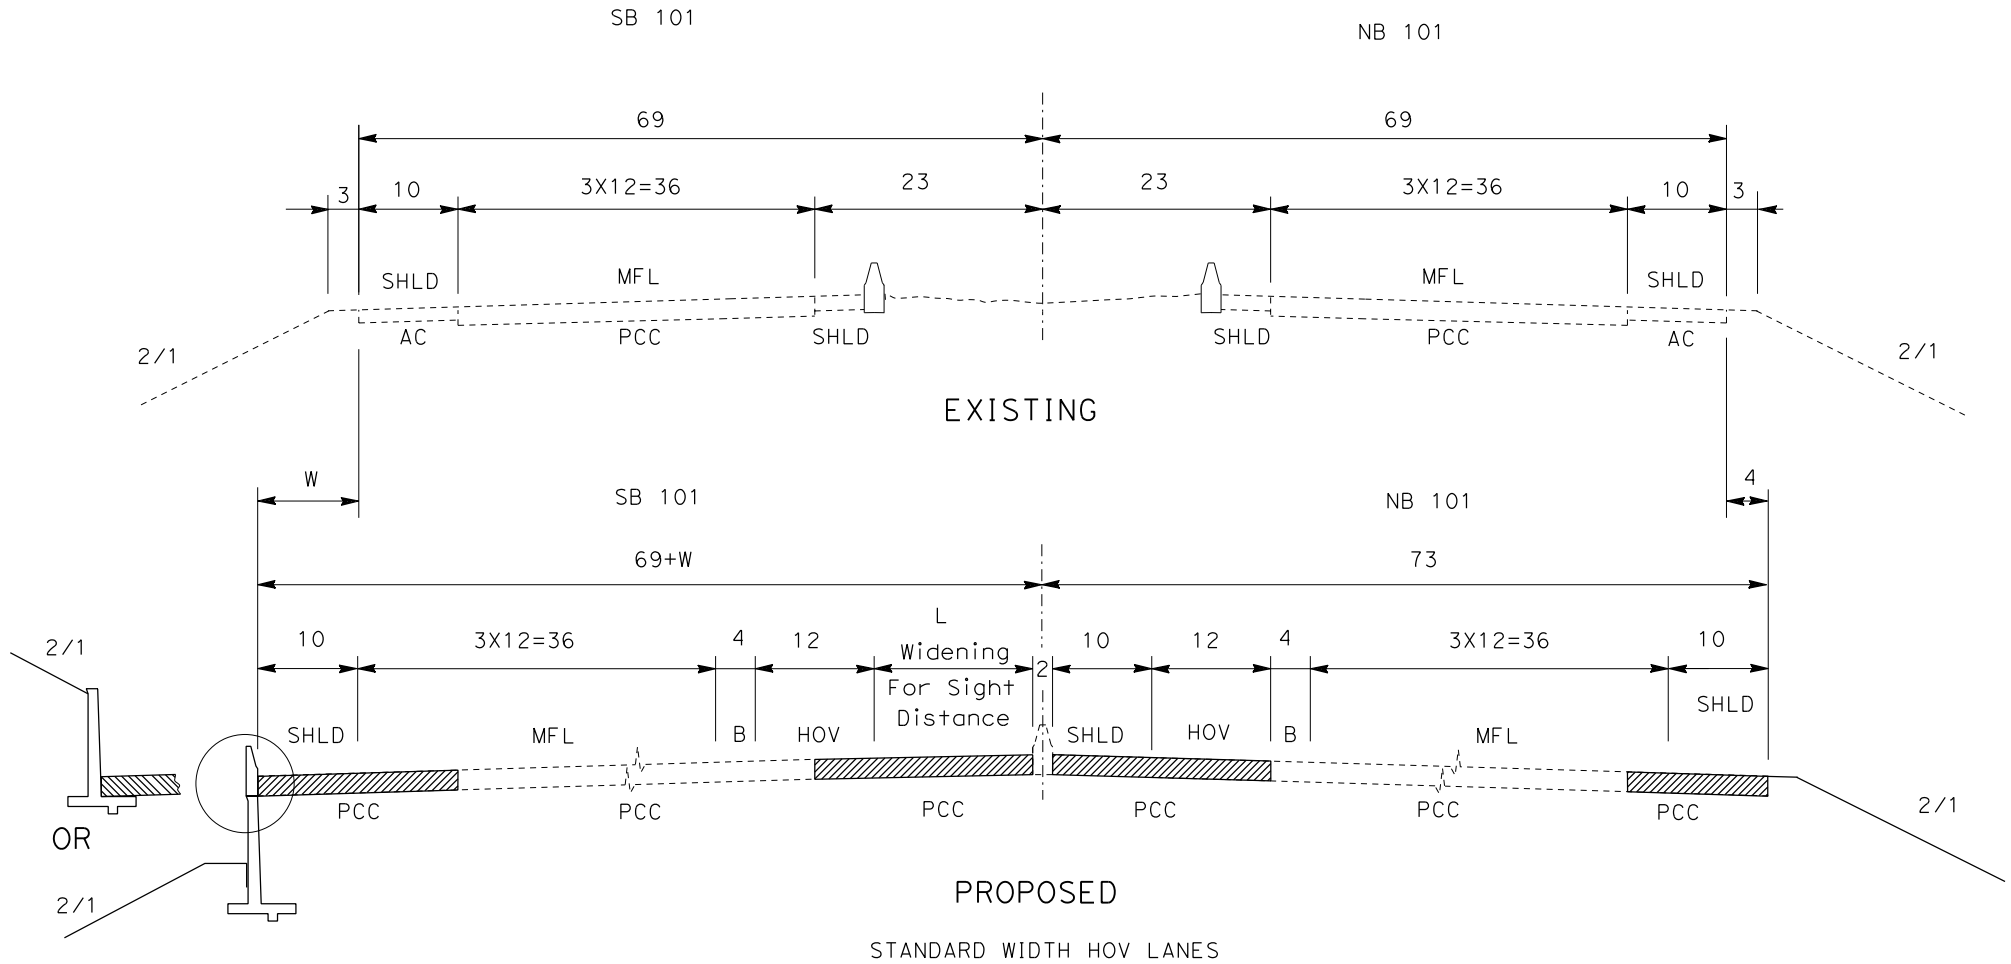 SB 101
NB 101
69 69
3 10 3X12=36 23 23 3X12=36 10 3
SHLD MFL MFL SHLD
AC PCC SHLD SHLD PCC AC
2/1 2/1
EXISTING
W SB 101 NB 101 4
69+W 73
L
2/1 10 3X12=36 4 12 Widening 10 12 4 3X12=36 10
2
For Sight
Distance
SHLD MFL B HOV SHLD HOV B MFL SHLD
PCC PCC PCC PCC PCC PCC
2/1
OR
2/1
PROPOSED
STANDARD WIDTH HOV LANES